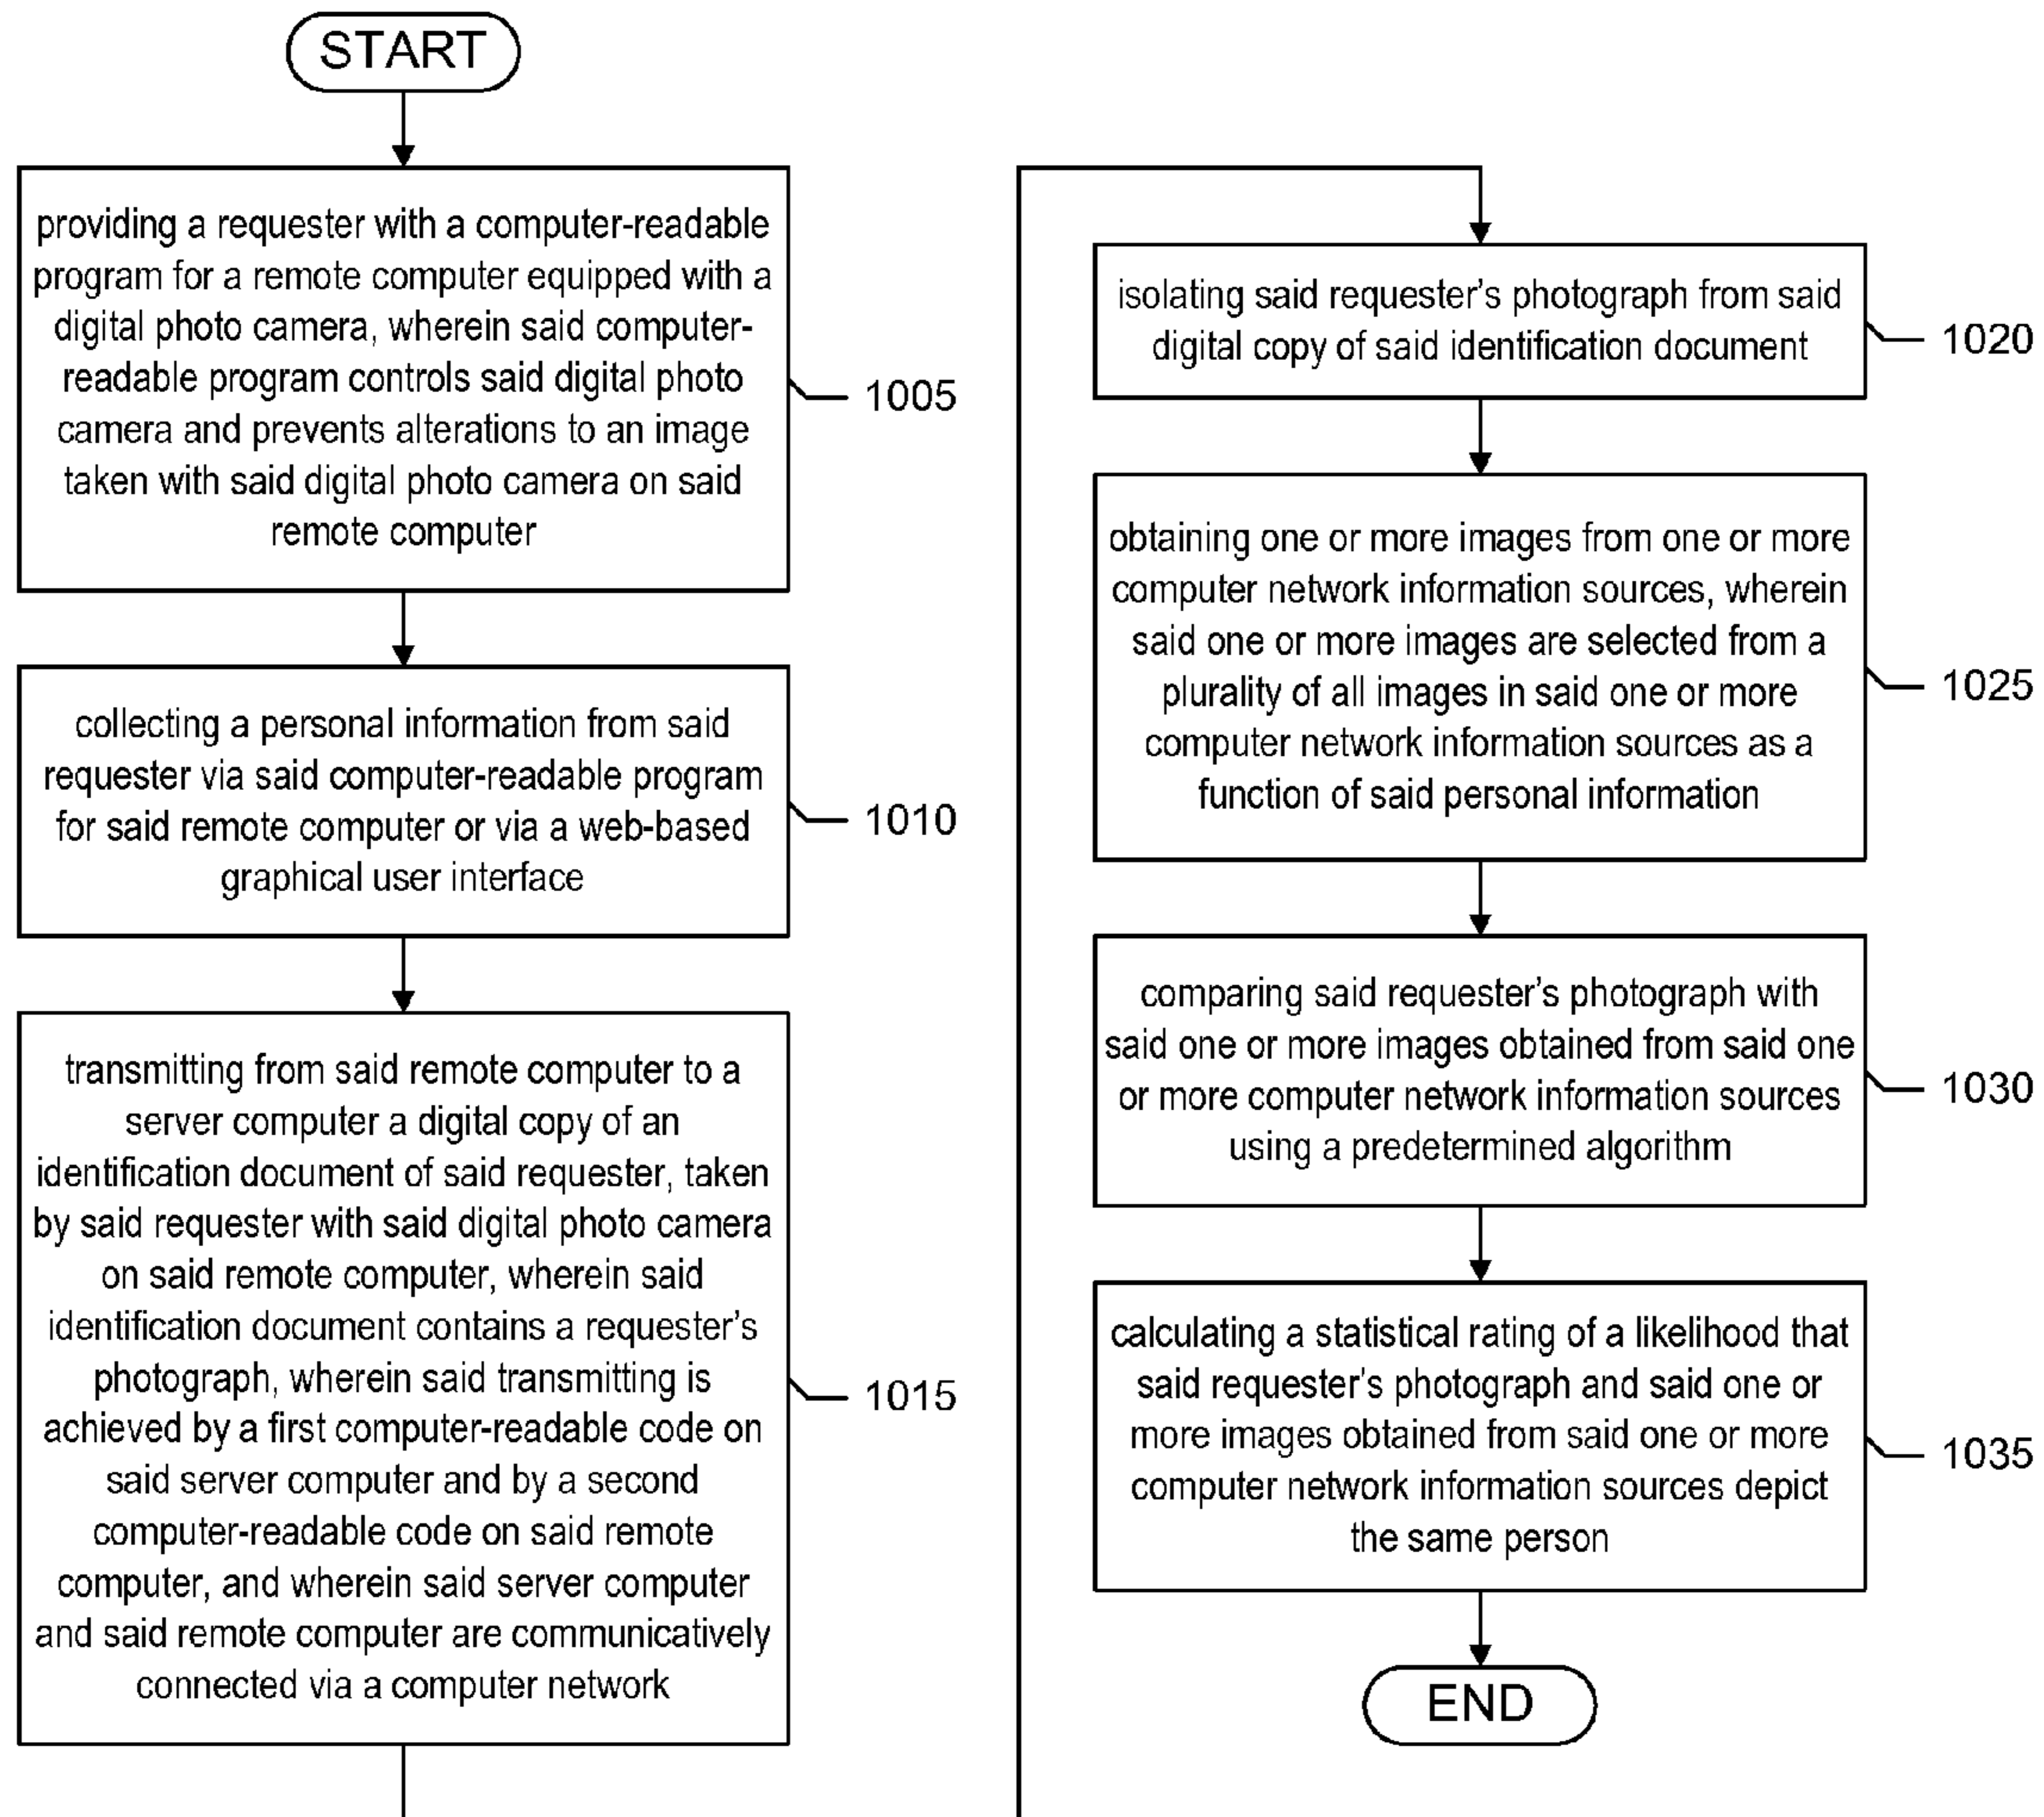 START
providing a requester with a computer-readable
program for a remote computer equipped with a
digital photo camera, wherein said computer-
readable program controls said digital photo
camera and prevents alterations to an image
taken with said digital photo camera on said
remote computer
1005
collecting a personal information from said
requester via said computer-readable program
for said remote computer or via a web-based
graphical user interface
1010
transmitting from said remote computer to a
server computer a digital copy of an
identification document of said requester, taken
by said requester with said digital photo camera
on said remote computer, wherein said
identification document contains a requester's
photograph, wherein said transmitting is
achieved by a first computer-readable code on
said server computer and by a second
computer-readable code on said remote
computer, and wherein said server computer
and said remote computer are communicatively
connected via a computer network
1015
isolating said requester's photograph from said
digital copy of said identification document
1020
obtaining one or more images from one or more
computer network information sources, wherein
said one or more images are selected from a
plurality of all images in said one or more
computer network information sources as a
function of said personal information
1025
comparing said requester's photograph with
said one or more images obtained from said one
or more computer network information sources
using a predetermined algorithm
1030
calculating a statistical rating of a likelihood that
said requester's photograph and said one or
more images obtained from said one or more
computer network information sources depict
the same person
1035
END